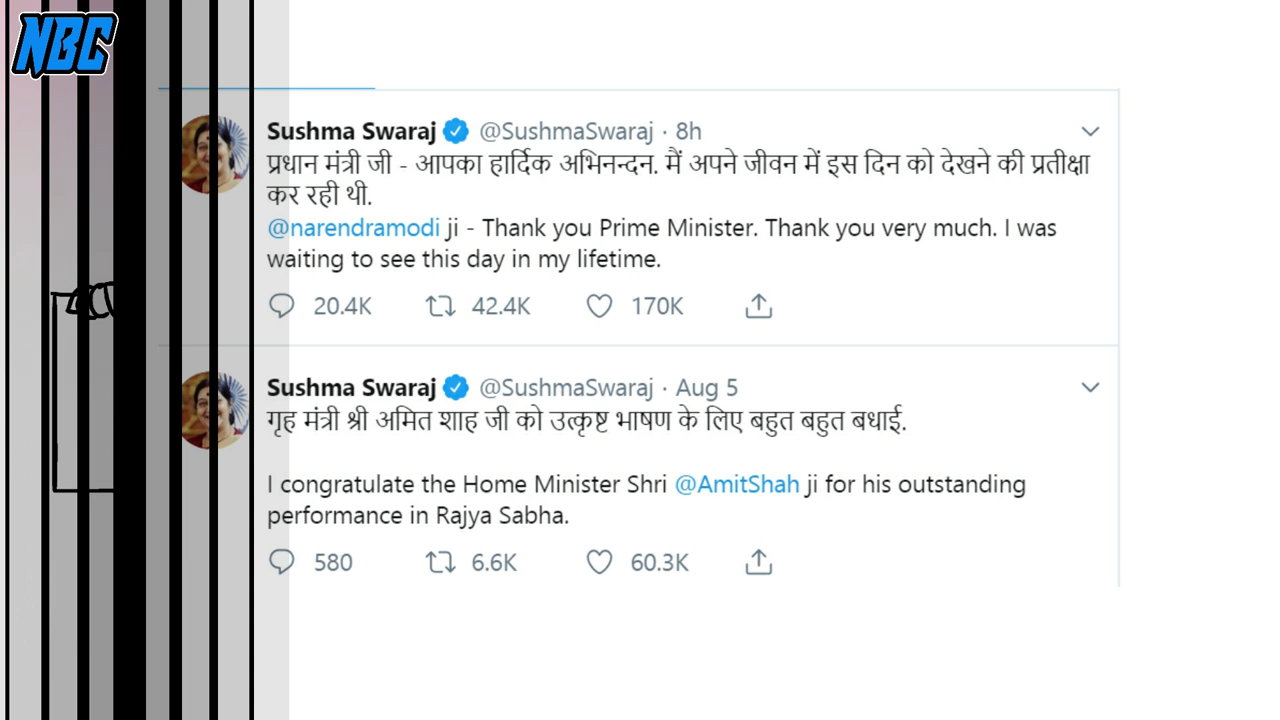 NBC
Sushma Swaraj @SushmaSwaraj · 8h
प्रधान मंत्री जी - आपका हार्दिक अभिनन्दन. मैं अपने जीवन में इस दिन को देखने की प्रतीक्षा
कर रही थी.
@narendramodi ji - Thank you Prime Minister. Thank you very much. I was
waiting to see this day in my lifetime.
20.4K 42.4K 170K
Sushma Swaraj @SushmaSwaraj · Aug 5
गृह मंत्री श्री अमित शाह जी को उत्कृष्ट भाषण के लिए बहुत बहुत बधाई.
I congratulate the Home Minister Shri @AmitShah ji for his outstanding
performance in Rajya Sabha.
580 6.6K 60.3K